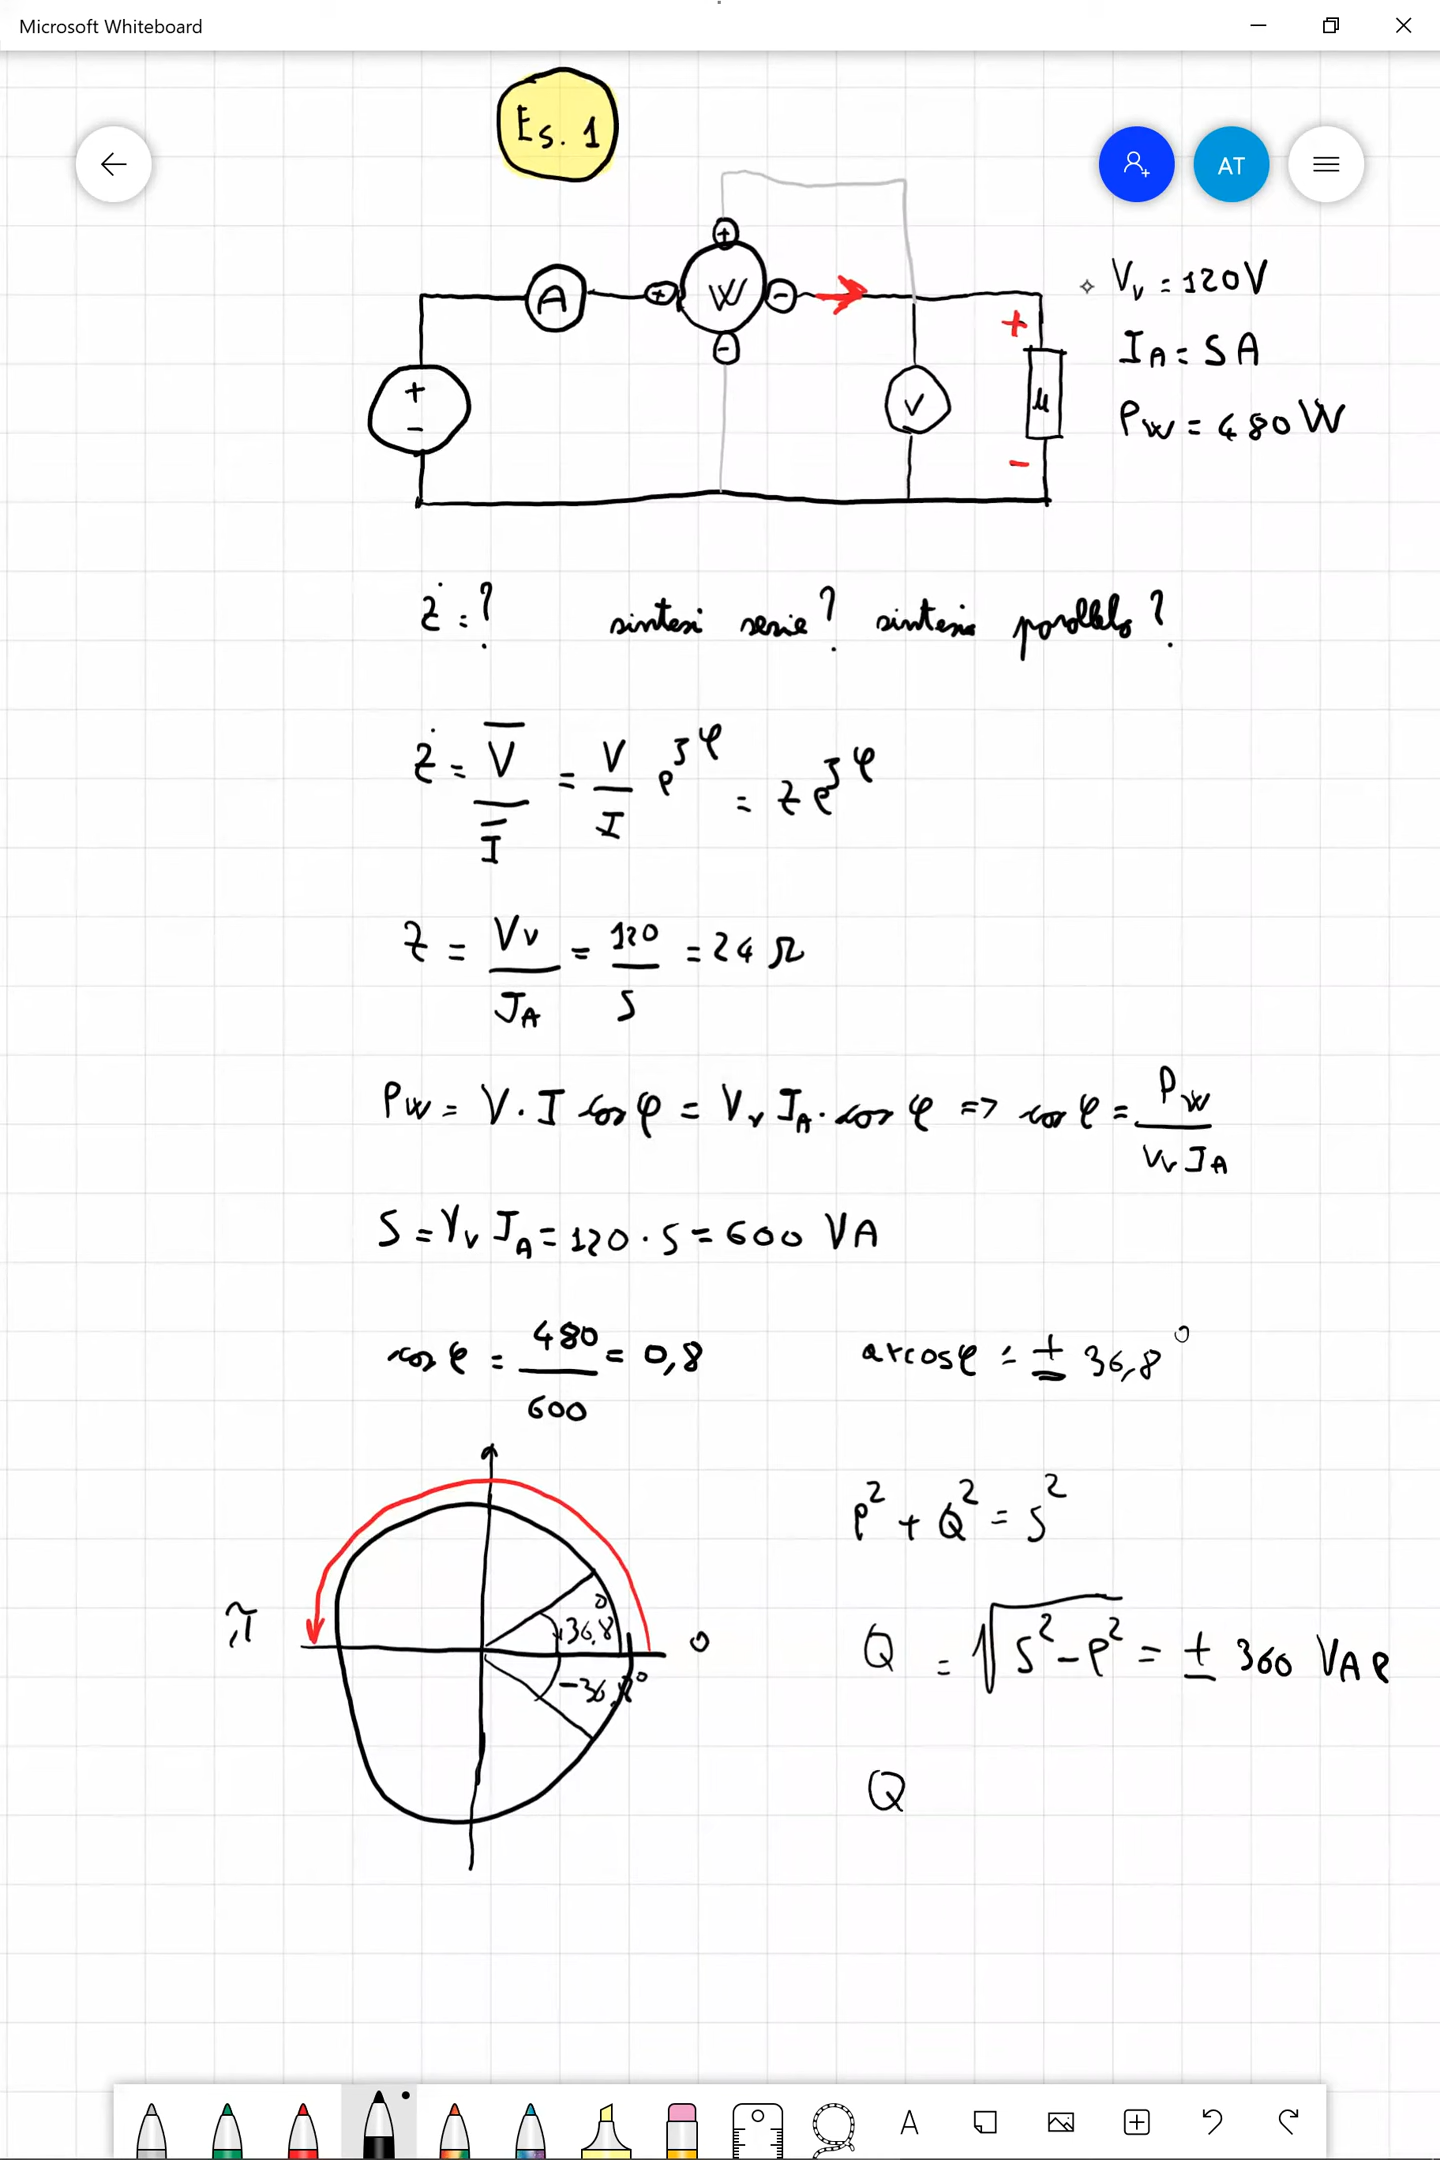 Microsoft Whiteboard
Es. 1
AT
A
W
V
u
+
-
+
-
+
-
+
-
Vv = 120V
IA = 5 A
PW = 480 W
Ż = ? sintesi serie? sintesi parallelo?
Ż = V̅ / I̅ = V / I e^jφ = Z e^jφ
Z = Vv / IA = 120 / 5 = 24 Ω
PW = V · I cos φ = Vv IA · cos φ => cos φ = PW / Vv IA
S = Vv IA = 120 · 5 = 600 VA
cos φ = 480 / 600 = 0,8 arcosφ = ± 36,8°
P² + Q² = S²
π
36,8°
0
-36,8°
Q = √S² - P² = ± 360 VAR
Q
A